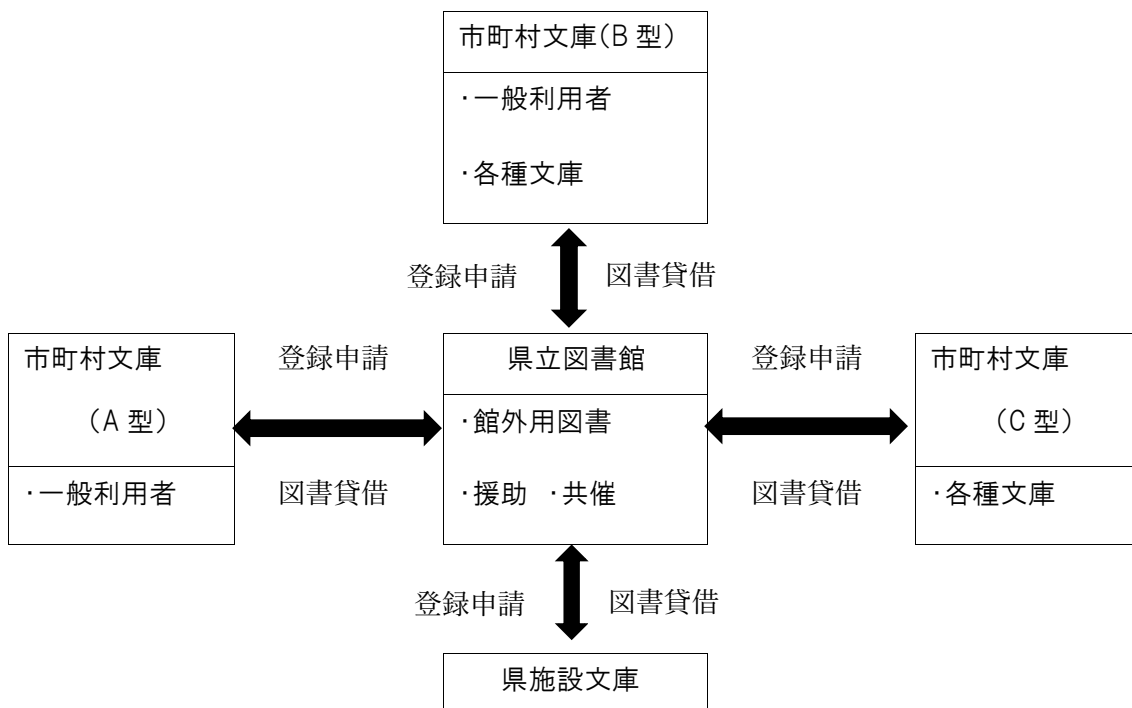 市町村文庫(B 型)
・一般利用者
・各種文庫
登録申請 図書貸借
市町村文庫
(A 型)
・一般利用者
登録申請
図書貸借
県立図書館
・館外用図書
・援助 ・共催
登録申請
図書貸借
市町村文庫
(C 型)
・各種文庫
登録申請 図書貸借
県施設文庫